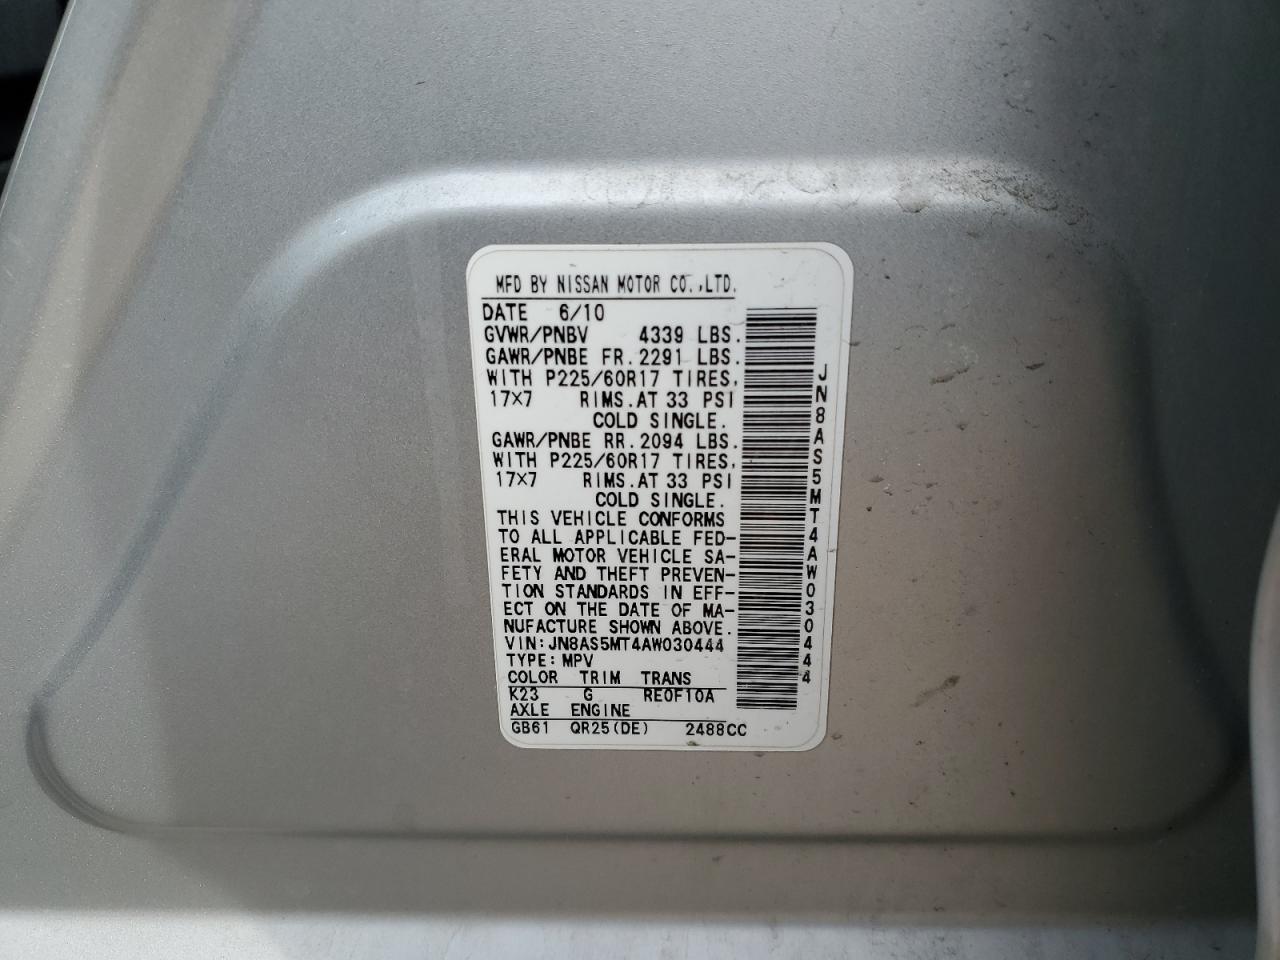 MFD BY NISSAN MOTOR CO.,LTD.
DATE 6/10
GVWR/PNBV 4339 LBS.
GAWR/PNBE FR.2291 LBS.
WITH P225/60R17 TIRES,
17×7 RIMS.AT 33 PSI
COLD SINGLE.
GAWR/PNBE RR.2094 LBS.
WITH P225/60R17 TIRES,
17×7 RIMS.AT 33 PSI
COLD SINGLE.
THIS VEHICLE CONFORMS
TO ALL APPLICABLE FED-
ERAL MOTOR VEHICLE SA-
FETY AND THEFT PREVEN-
TION STANDARDS IN EFF-
ECT ON THE DATE OF MA-
NUFACTURE SHOWN ABOVE.
VIN:JN8AS5MT4AW030444
TYPE:MPV
COLOR TRIM TRANS
K23 G RE0F10A
AXLE ENGINE
GB61 QR25(DE) 2488CC
JN8AS5MT4AW030444